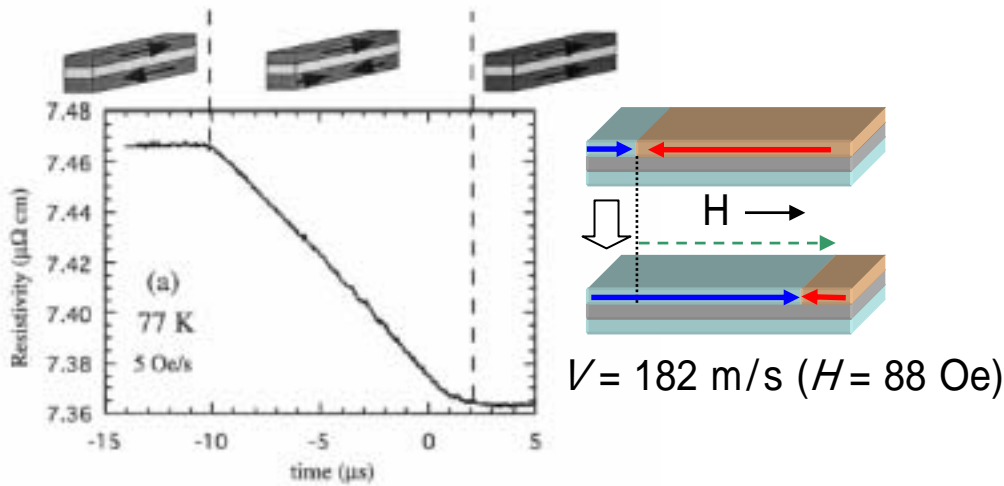 7.48
7.46
7.44
7.42
7.40
7.38
7.36
Resistivity (μΩ cm)
(a)
77 K
5 Oe/s
-15
-10
-5
0
5
time (μs)
H
V = 182 m/s (H = 88 Oe)